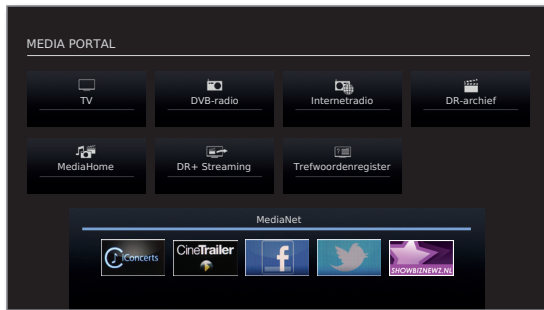 MEDIA PORTAL
TV
DVB-radio
Internetradio
DR-archief
MediaHome
DR+ Streaming
Trefwoordenregister
MediaNet
iConcerts
CineTrailer
f
SHOWBIZNEWZ.NL